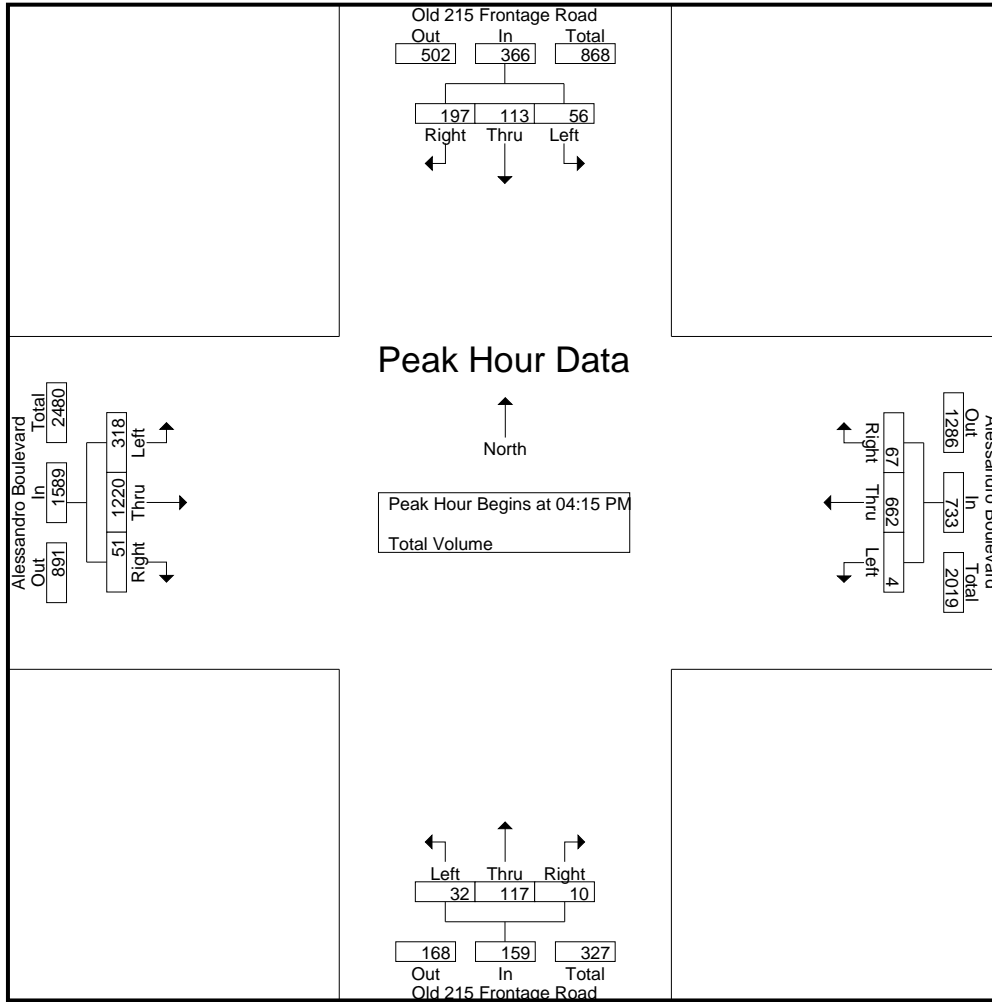 Old 215 Frontage Road
Out In Total
502 366 868
197 113 56
Right Thru Left
Peak Hour Data
North
Peak Hour Begins at 04:15 PM
Total Volume
Alessandro Boulevard
Total In Out
2480 1589 891
318 1220 51
Left Thru Right
Right Thru Left
67 662 4
Out In Total
1286 733 2019
Alessandro Boulevard
Left Thru Right
32 117 10
168 159 327
Out In Total
Old 215 Frontage Road